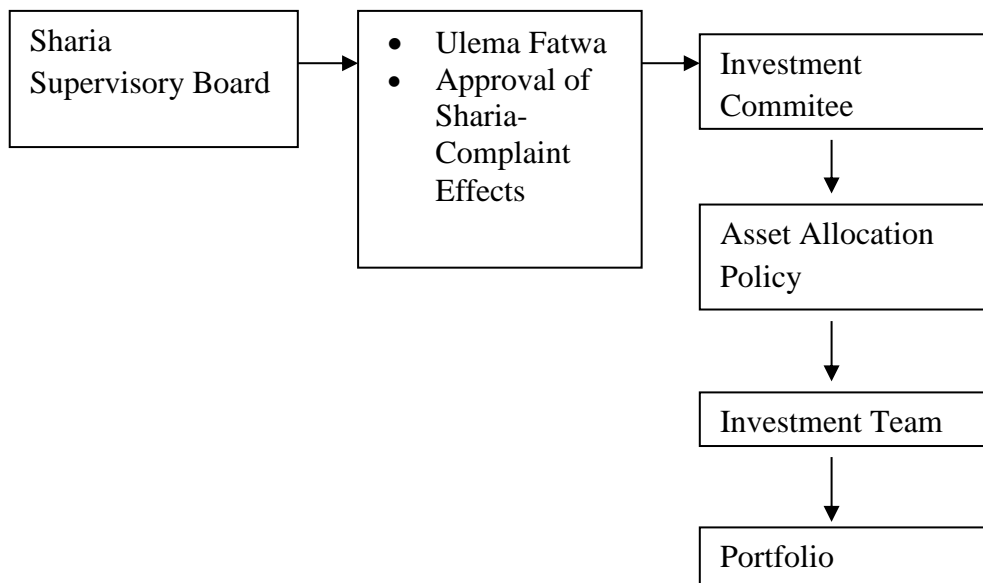 Sharia
Supervisory Board
• Ulema Fatwa
• Approval of
Sharia-
Complaint
Effects
Investment
Commitee
Asset Allocation
Policy
Investment Team
Portfolio